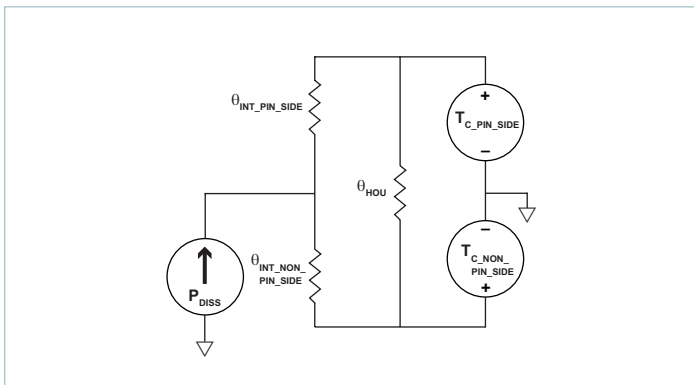 θINT_PIN_SIDE
+
TC_PIN_SIDE
−
θHOU
−
TC_NON_
PIN_SIDE
+
θINT_NON_
PIN_SIDE
PDISS